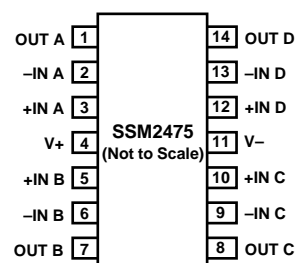 OUT A 1 14 OUT D
–IN A 2 13 –IN D
+IN A 3 12 +IN D
V+ 4 SSM2475 11 V–
(Not to Scale)
+IN B 5 10 +IN C
–IN B 6 9 –IN C
OUT B 7 8 OUT C